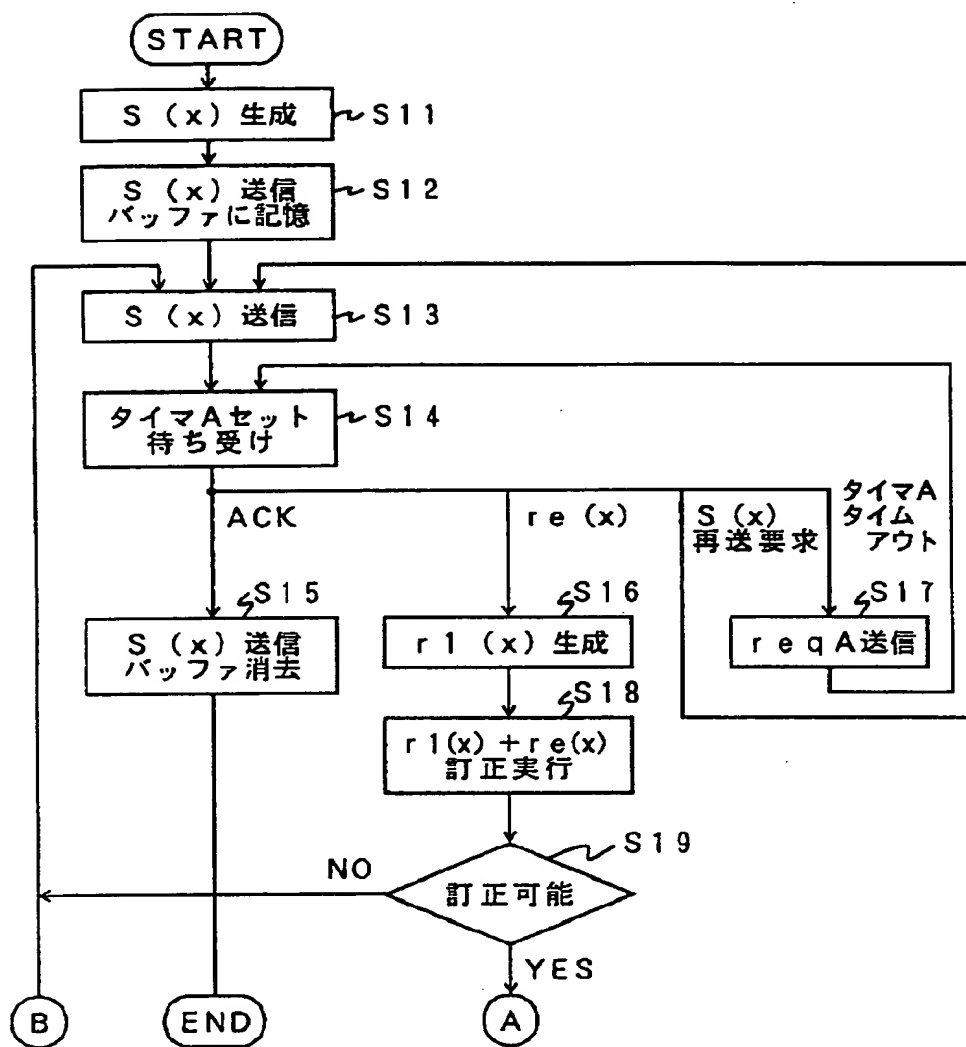 START
S (x) 生成
S11
S (x) 送信
バッファに記憶
S12
S (x) 送信
S13
タイマAセット
待ち受け
S14
ACK
re (x)
S (x)
再送要求
タイマA
タイム
アウト
S15
S (x) 送信
バッファ消去
S16
r1 (x) 生成
S17
reqA送信
S18
r1(x) + re(x)
訂正実行
S19
訂正可能
NO
YES
B
END
A